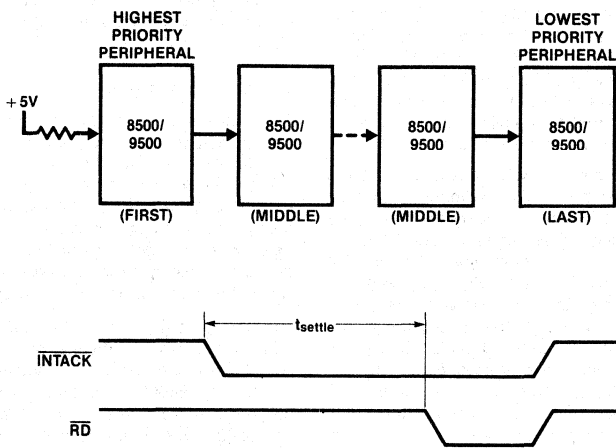 HIGHEST
PRIORITY
PERIPHERAL
LOWEST
PRIORITY
PERIPHERAL
+5V
8500/
9500
8500/
9500
8500/
9500
8500/
9500
(FIRST)
(MIDDLE)
(MIDDLE)
(LAST)
tsettle
INTACK
RD